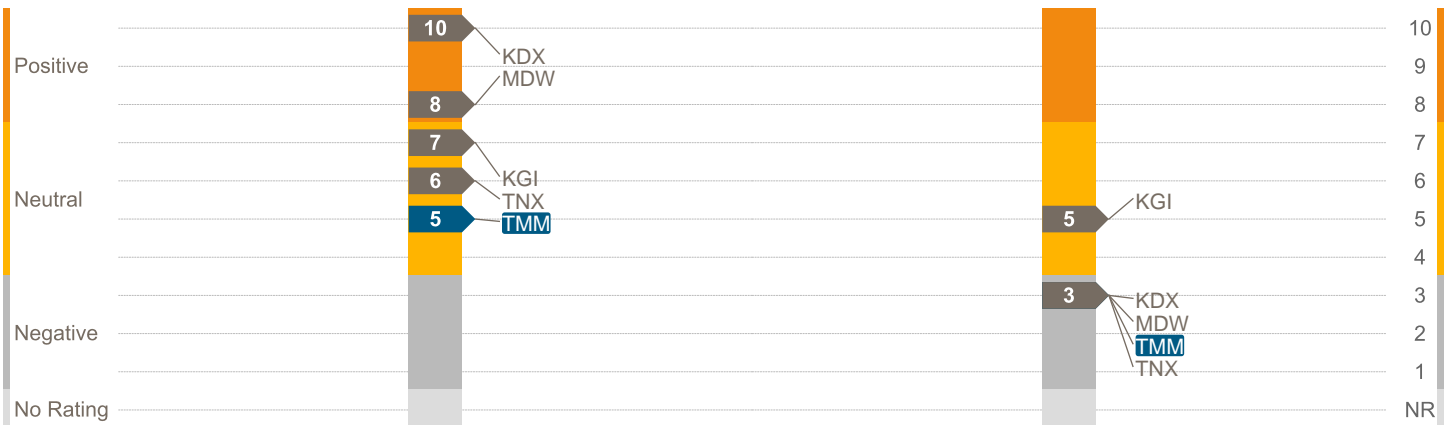 10
10
KDX
Positive
9
MDW
8
8
7
7
KGI
6
6
Neutral
TNX
KGI
5
TMM
5
5
4
3
3
KDX
MDW
Negative
2
TMM
TNX
1
No Rating
NR